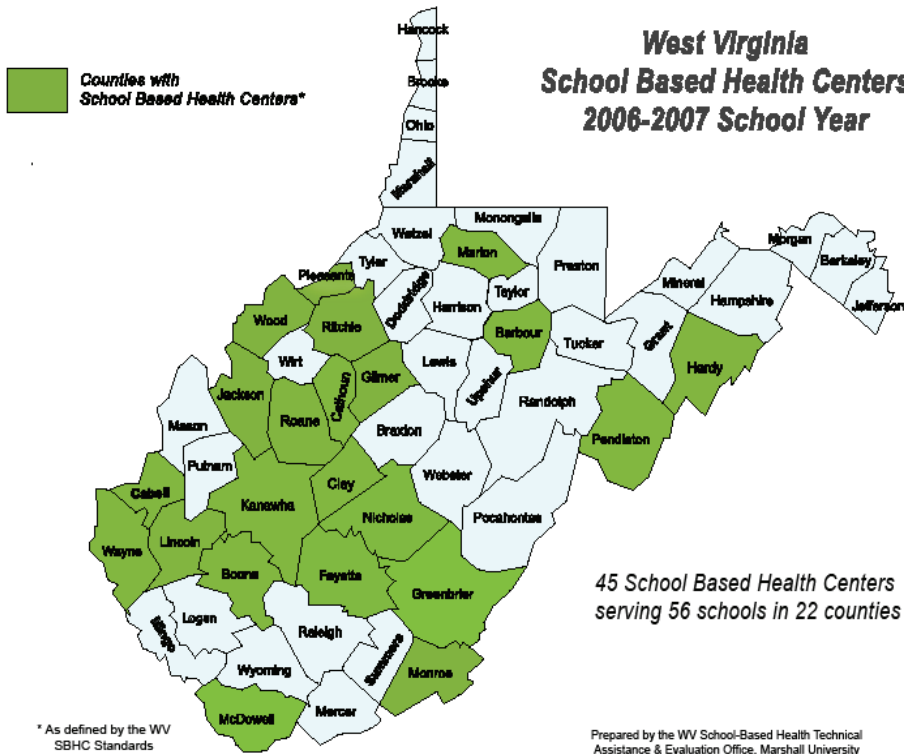 Counties with
School Based Health Centers*
West Virginia
School Based Health Centers
2006-2007 School Year
Hancock
Brooke
Ohio
Marshall
Wetzel
Monongalia
Marion
Preston
Tyler
Pleasants
Doddridge
Harrison
Taylor
Morgan
Berkeley
Jefferson
Mineral
Hampshire
Grant
Hardy
Wood
Ritchie
Barbour
Tucker
Wirt
Lewis
Upshur
Gilmer
Calhoun
Randolph
Jackson
Roane
Pendleton
Mason
Braxton
Putnam
Webster
Clay
Cabell
Kanawha
Nicholas
Pocahontas
Wayne
Lincoln
Boone
Fayette
Greenbrier
45 School Based Health Centers
serving 56 schools in 22 counties
Logan
Mingo
Raleigh
Wyoming
Summers
Monroe
McDowell
Mercer
* As defined by the WV
SBHC Standards
Prepared by the WV School-Based Health Technical
Assistance & Evaluation Office, Marshall University